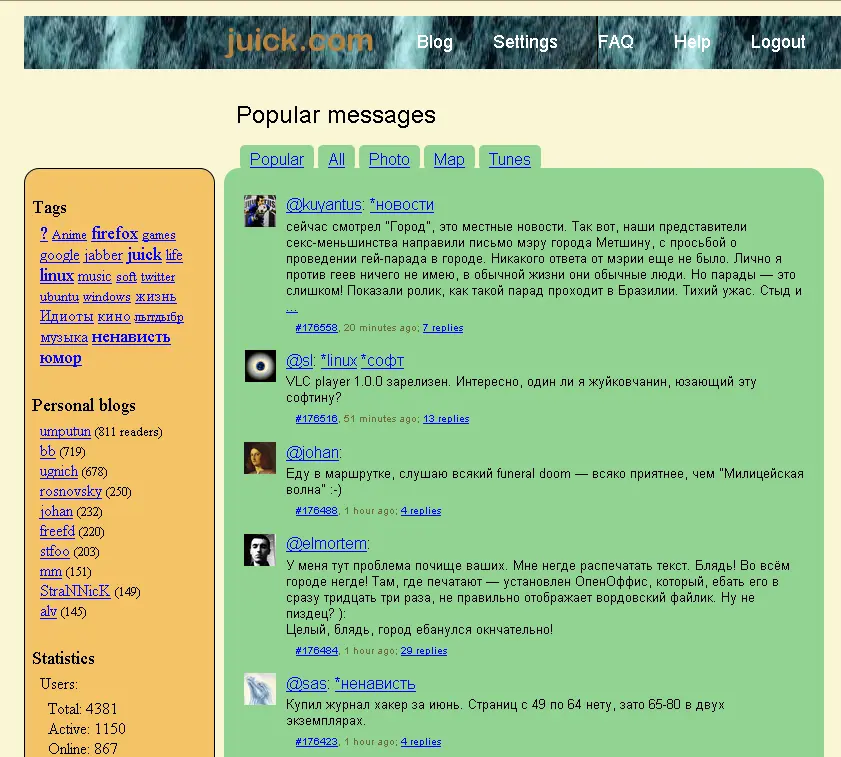 juick.com Blog Settings FAQ Help Logout
Popular messages
Popular All Photo Map Tunes
Tags
? Anime firefox games
google jabber juick life
linux music soft twitter
ubuntu windows жизнь
Идиоты кино лытдыбр
музыка ненависть
юмор
Personal blogs
umputun (811 readers)
bb (719)
ugnich (678)
rosnovsky (250)
johan (232)
freefd (220)
stfoo (203)
mm (151)
StraNNicK (149)
alv (145)
Statistics
Users:
Total: 4381
Active: 1150
Online: 867
@kuyantus: *новости
сейчас смотрел "Город", это местные новости. Так вот, наши представители
секс-меньшинства направили письмо мэру города Метшину, с просьбой о
проведении гей-парада в городе. Никакого ответа от мэрии еще не было. Лично я
против геев ничего не имею, в обычной жизни они обычные люди. Но парады — это
слишком! Показали ролик, как такой парад проходит в Бразилии. Тихий ужас. Стыд и
...
#176558, 20 minutes ago; 7 replies
@sl: *linux *софт
VLC player 1.0.0 зарелизен. Интересно, один ли я жуйковчанин, юзающий эту
софтину?
#176516, 51 minutes ago; 13 replies
@johan:
Еду в маршрутке, слушаю всякий funeral doom — всяко приятнее, чем "Милицейская
волна" :-)
#176488, 1 hour ago; 4 replies
@elmortem:
У меня тут проблема почище ваших. Мне негде распечатать текст. Блядь! Во всём
городе негде! Там, где печатают — установлен ОпенОффис, который, ебать его в
сразу тридцать три раза, не правильно отображает вордовский файлик. Ну не
пиздец? ):
Целый, блядь, город ебанулся окнчательно!
#176484, 1 hour ago; 29 replies
@sas: *ненависть
Купил журнал хакер за июнь. Страниц с 49 по 64 нету, зато 65-80 в двух
экземплярах.
#176423, 1 hour ago; 4 replies